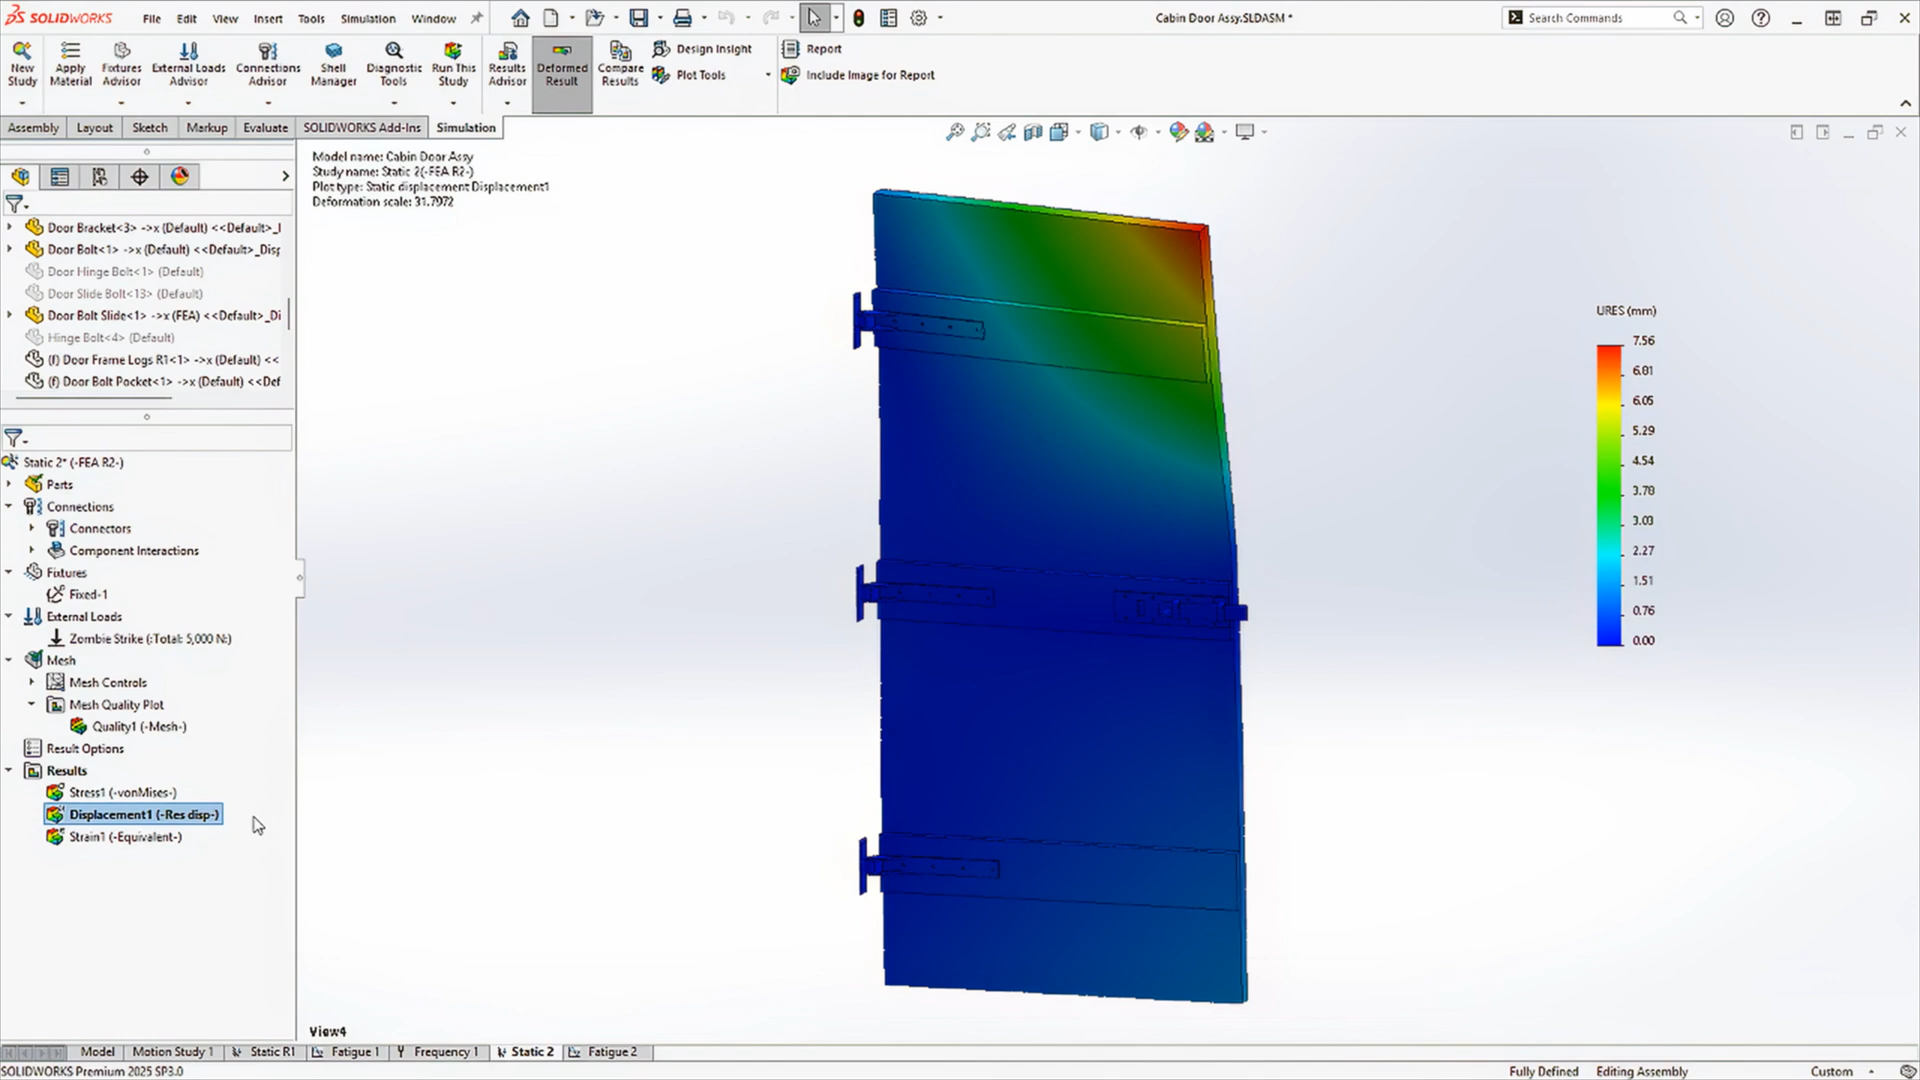 SOLIDWORKS File Edit View Insert Tools Simulation Window
Cabin Door Assy.SLDASM *
Search Commands
New Study
Apply Material
Fixtures Advisor
External Loads Advisor
Connections Advisor
Shell Manager
Diagnostic Tools
Run This Study
Results Advisor
Deformed Result
Compare Results
Design Insight
Plot Tools
Report
Include Image for Report
Assembly Layout Sketch Markup Evaluate SOLIDWORKS Add-Ins Simulation
Door Bracket<3> ->x (Default) <<Default>_
Door Bolt<1> ->x (Default) <<Default>_Disp
Door Hinge Bolt<1> (Default)
Door Slide Bolt<13> (Default)
Door Bolt Slide<1> ->x (FEA) <<Default>_Di
Hinge Bolt<4> (Default)
(f) Door Frame Logs R1<1> ->x (Default) <<
(f) Door Bolt Pocket<1> ->x (Default) <<Def
Static 2* (-FEA R2-)
Parts
Connections
Connectors
Component Interactions
Fixtures
Fixed-1
External Loads
Zombie Strike (:Total: 5,000 N:)
Mesh
Mesh Controls
Mesh Quality Plot
Quality1 (-Mesh-)
Result Options
Results
Stress1 (-vonMises-)
Displacement1 (-Res disp-)
Strain1 (-Equivalent-)
Model name: Cabin Door Assy
Study name: Static 2(-FEA R2-)
Plot type: Static displacement Displacement1
Deformation scale: 31.7972
URES (mm)
7.56
6.81
6.05
5.29
4.54
3.78
3.03
2.27
1.51
0.76
0.00
View4
Model Motion Study 1 Static R1 Fatigue 1 Frequency 1 Static 2 Fatigue 2
SOLIDWORKS Premium 2025 SP3.0
Fully Defined Editing Assembly Custom